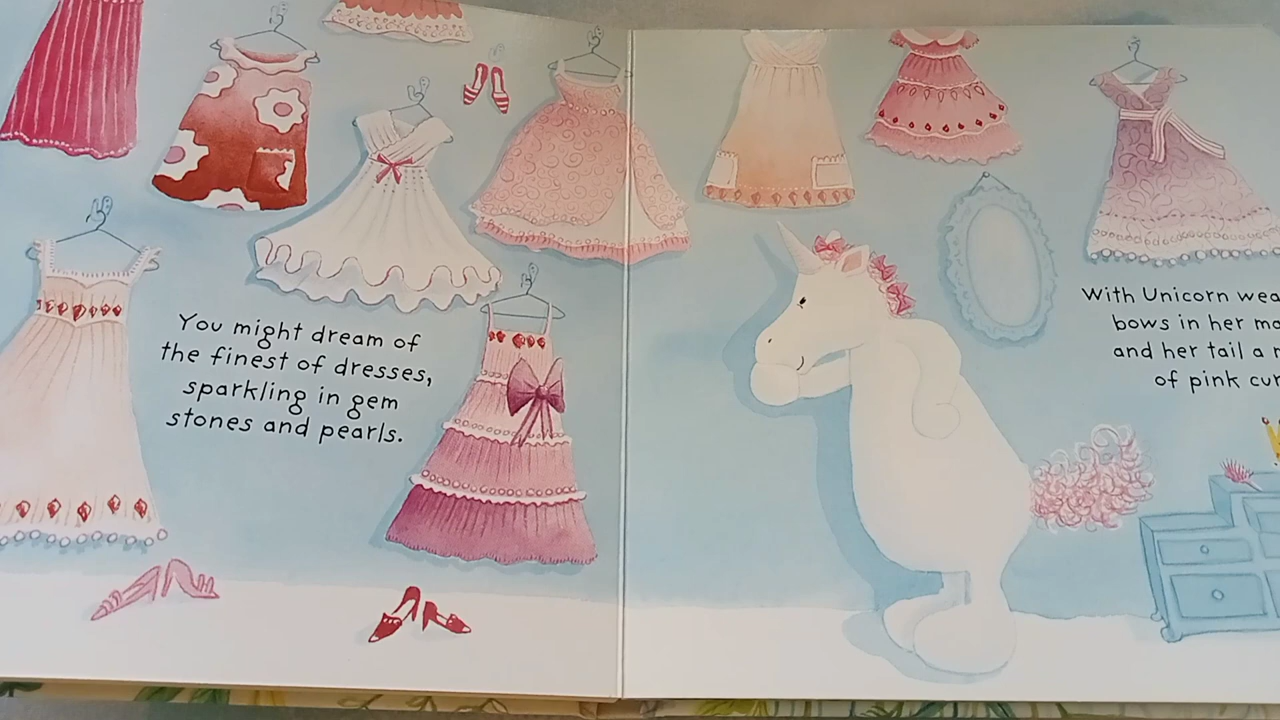 You might dream of
the finest of dresses,
sparkling in gem
stones and pearls.
With Unicorn
bows in her
and her tail a
of pink